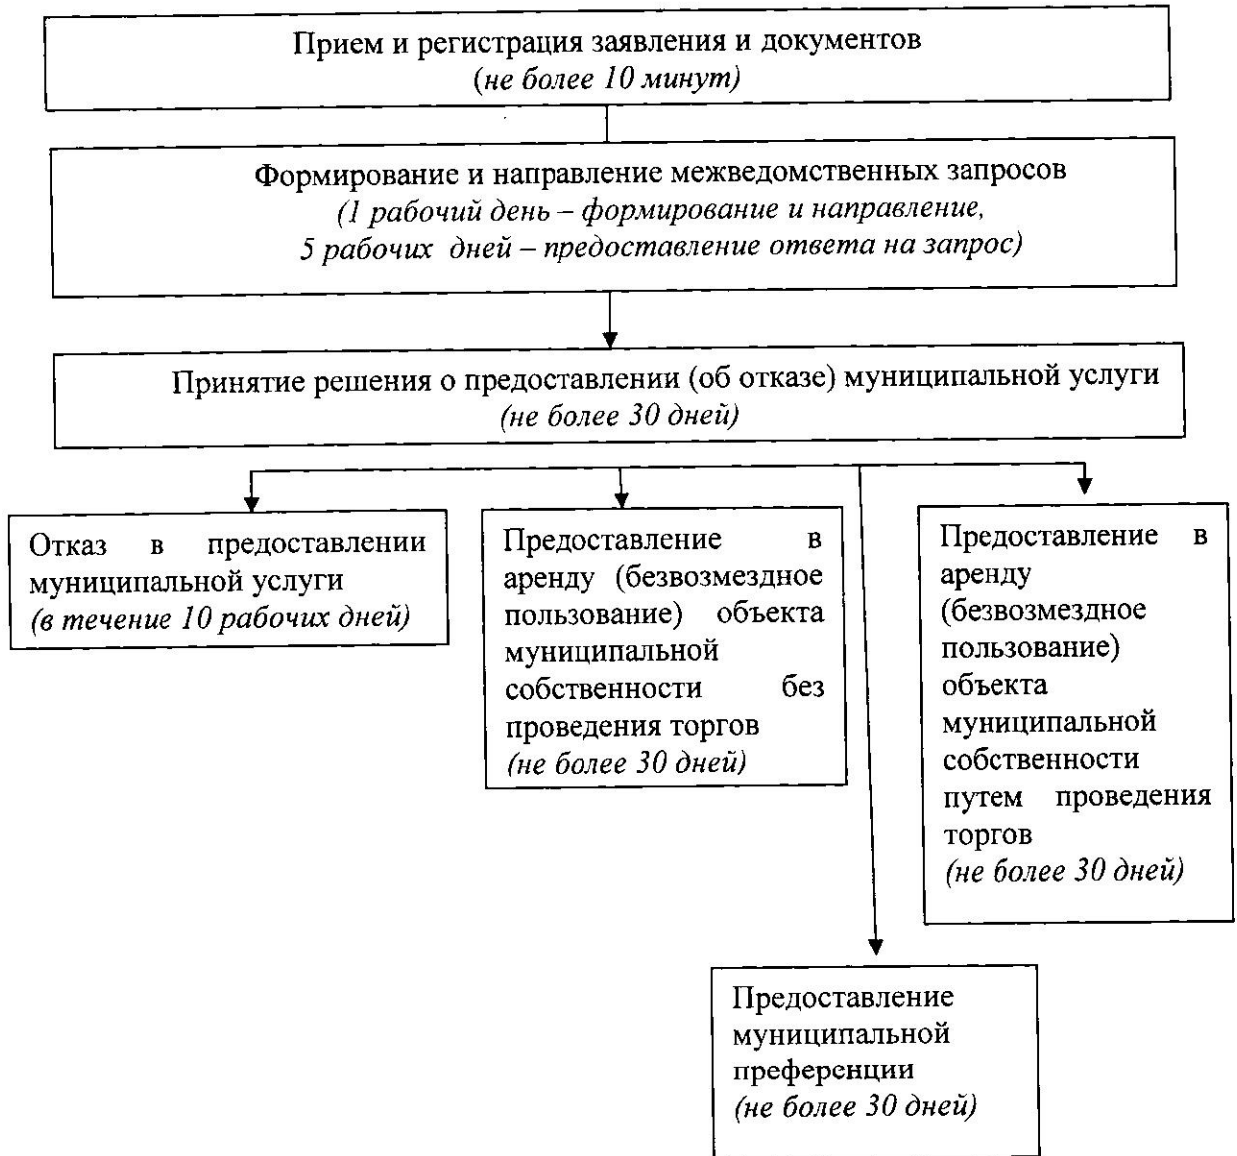 Прием и регистрация заявления и документов
(не более 10 минут)
Формирование и направление межведомственных запросов
(1 рабочий день – формирование и направление,
5 рабочих дней – предоставление ответа на запрос)
Принятие решения о предоставлении (об отказе) муниципальной услуги
(не более 30 дней)
Отказ в предоставлении
муниципальной услуги
(в течение 10 рабочих дней)
Предоставление в
аренду (безвозмездное
пользование) объекта
муниципальной
собственности без
проведения торгов
(не более 30 дней)
Предоставление в
аренду
(безвозмездное
пользование)
объекта
муниципальной
собственности
путем проведения
торгов
(не более 30 дней)
Предоставление
муниципальной
преференции
(не более 30 дней)